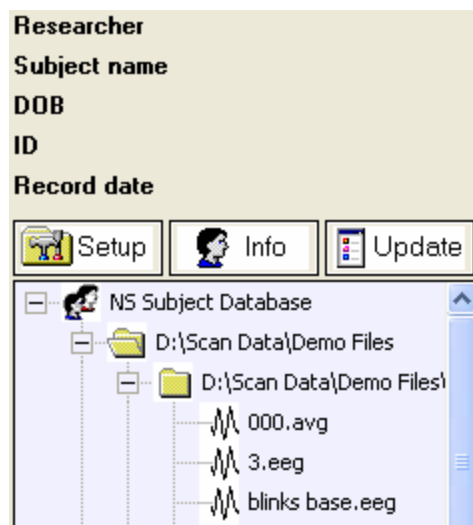 Researcher
Subject name
DOB
ID
Record date
Setup Info Update
NS Subject Database
D:\Scan Data\Demo Files
D:\Scan Data\Demo Files\
000.avg
3.eeg
blinks base.eeg